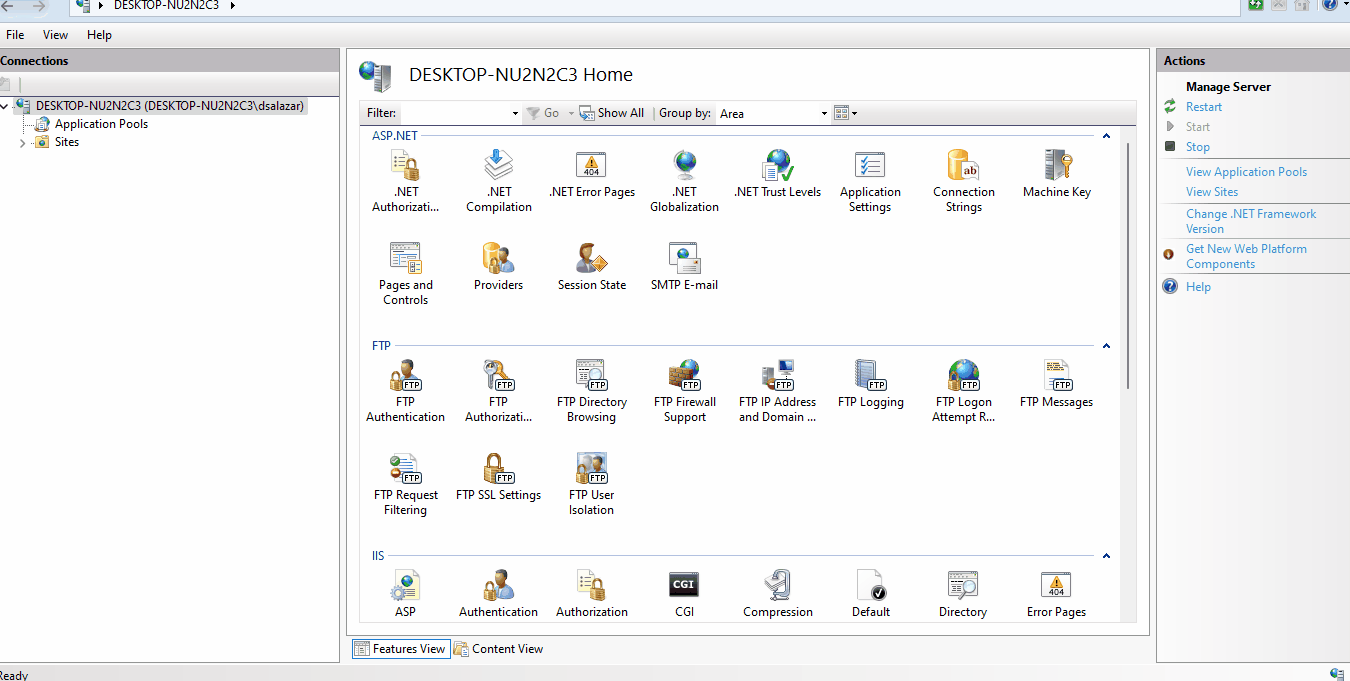 DESKTOP-NU2N2C3
File View Help
Connections
DESKTOP-NU2N2C3 (DESKTOP-NU2N2C3\dsalazar)
Application Pools
Sites
DESKTOP-NU2N2C3 Home
Filter: Go Show All Group by: Area
ASP.NET
.NET Authorizati...
.NET Compilation
.NET Error Pages
.NET Globalization
.NET Trust Levels
Application Settings
Connection Strings
Machine Key
Pages and Controls
Providers
Session State
SMTP E-mail
FTP
FTP Authentication
FTP Authorizati...
FTP Directory Browsing
FTP Firewall Support
FTP IP Address and Domain ...
FTP Logging
FTP Logon Attempt R...
FTP Messages
FTP Request Filtering
FTP SSL Settings
FTP User Isolation
IIS
ASP
Authentication
Authorization
CGI
Compression
Default
Directory
Error Pages
Features View
Content View
Actions
Manage Server
Restart
Start
Stop
View Application Pools
View Sites
Change .NET Framework
Version
Get New Web Platform
Components
Help
Ready